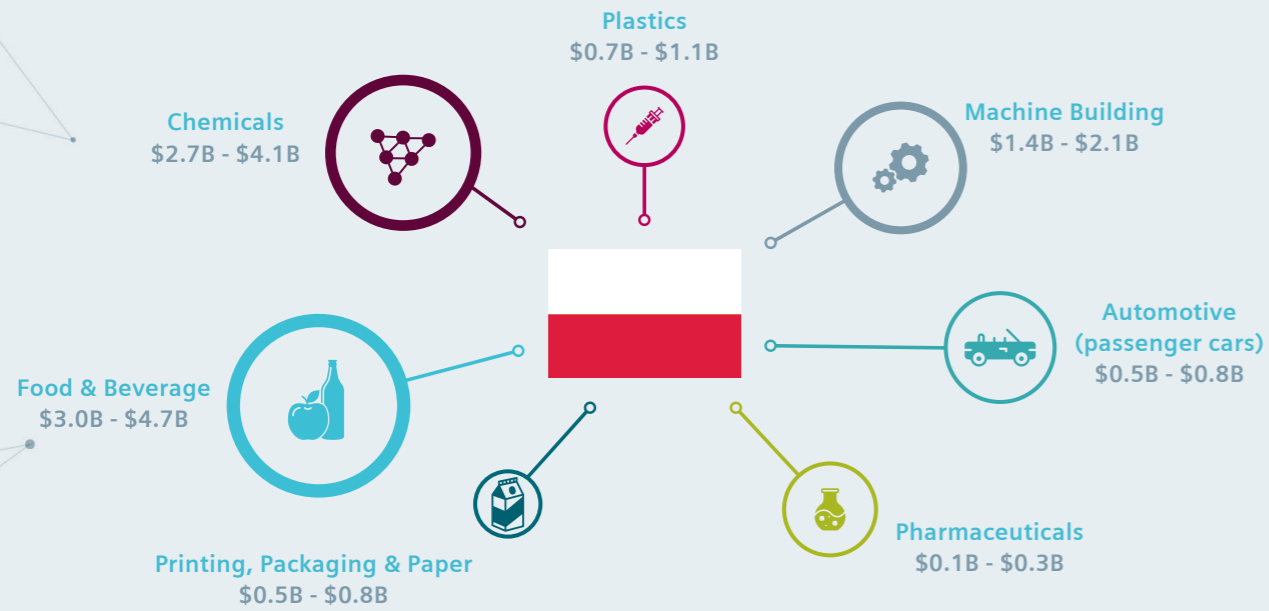 Plastics
$0.7B - $1.1B
Chemicals
$2.7B - $4.1B
Machine Building
$1.4B - $2.1B
Automotive
(passenger cars)
$0.5B - $0.8B
Food & Beverage
$3.0B - $4.7B
Pharmaceuticals
$0.1B - $0.3B
Printing, Packaging & Paper
$0.5B - $0.8B